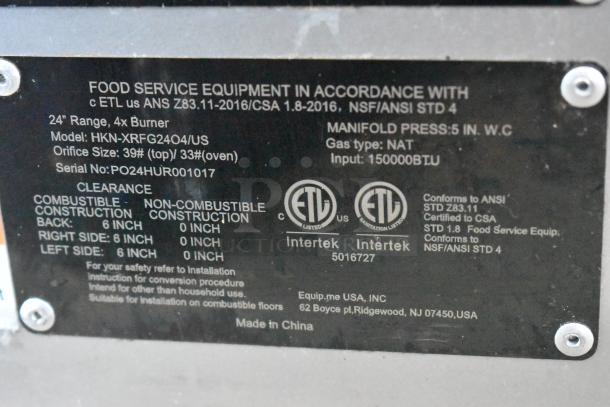 FOOD SERVICE EQUIPMENT IN ACCORDANCE WITH
c ETL us ANS Z83.11-2016/CSA 1.8-2016, NSF/ANSI STD 4
24" Range, 4x Burner
Model: HKN-XRFG24O4/US
Orifice Size: 39# (top)/ 33#(oven)
Serial No:PO24HUR001017
MANIFOLD PRESS:5 IN. W.C
Gas type: NAT
Input: 150000BTU
CLEARANCE
COMBUSTIBLE NON-COMBUSTIBLE
CONSTRUCTION CONSTRUCTION
BACK: 6 INCH 0 INCH
RIGHT SIDE: 6 INCH 0 INCH
LEFT SIDE: 6 INCH 0 INCH
C ETL US ETL
Intertek Intertek
5016727
Conforms to ANSI
STD Z83.11
Certified to CSA
STD 1.8 Food Service Equip.
Conforms to
NSF/ANSI STD 4
For your safety refer to Installation
instruction for conversion procedure
Intend for other than household use.
Suitable for installation on combustible floors
Equip.me USA, INC
62 Boyce pl,Ridgewood, NJ 07450,USA
Made in China